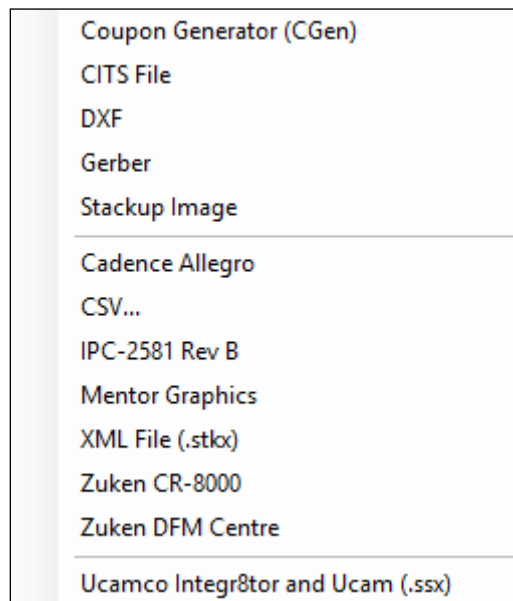 Coupon Generator (CGen)
CITS File
DXF
Gerber
Stackup Image
Cadence Allegro
CSV...
IPC-2581 Rev B
Mentor Graphics
XML File (.stkx)
Zuken CR-8000
Zuken DFM Centre
Ucamco Integr8tor and Ucam (.ssx)